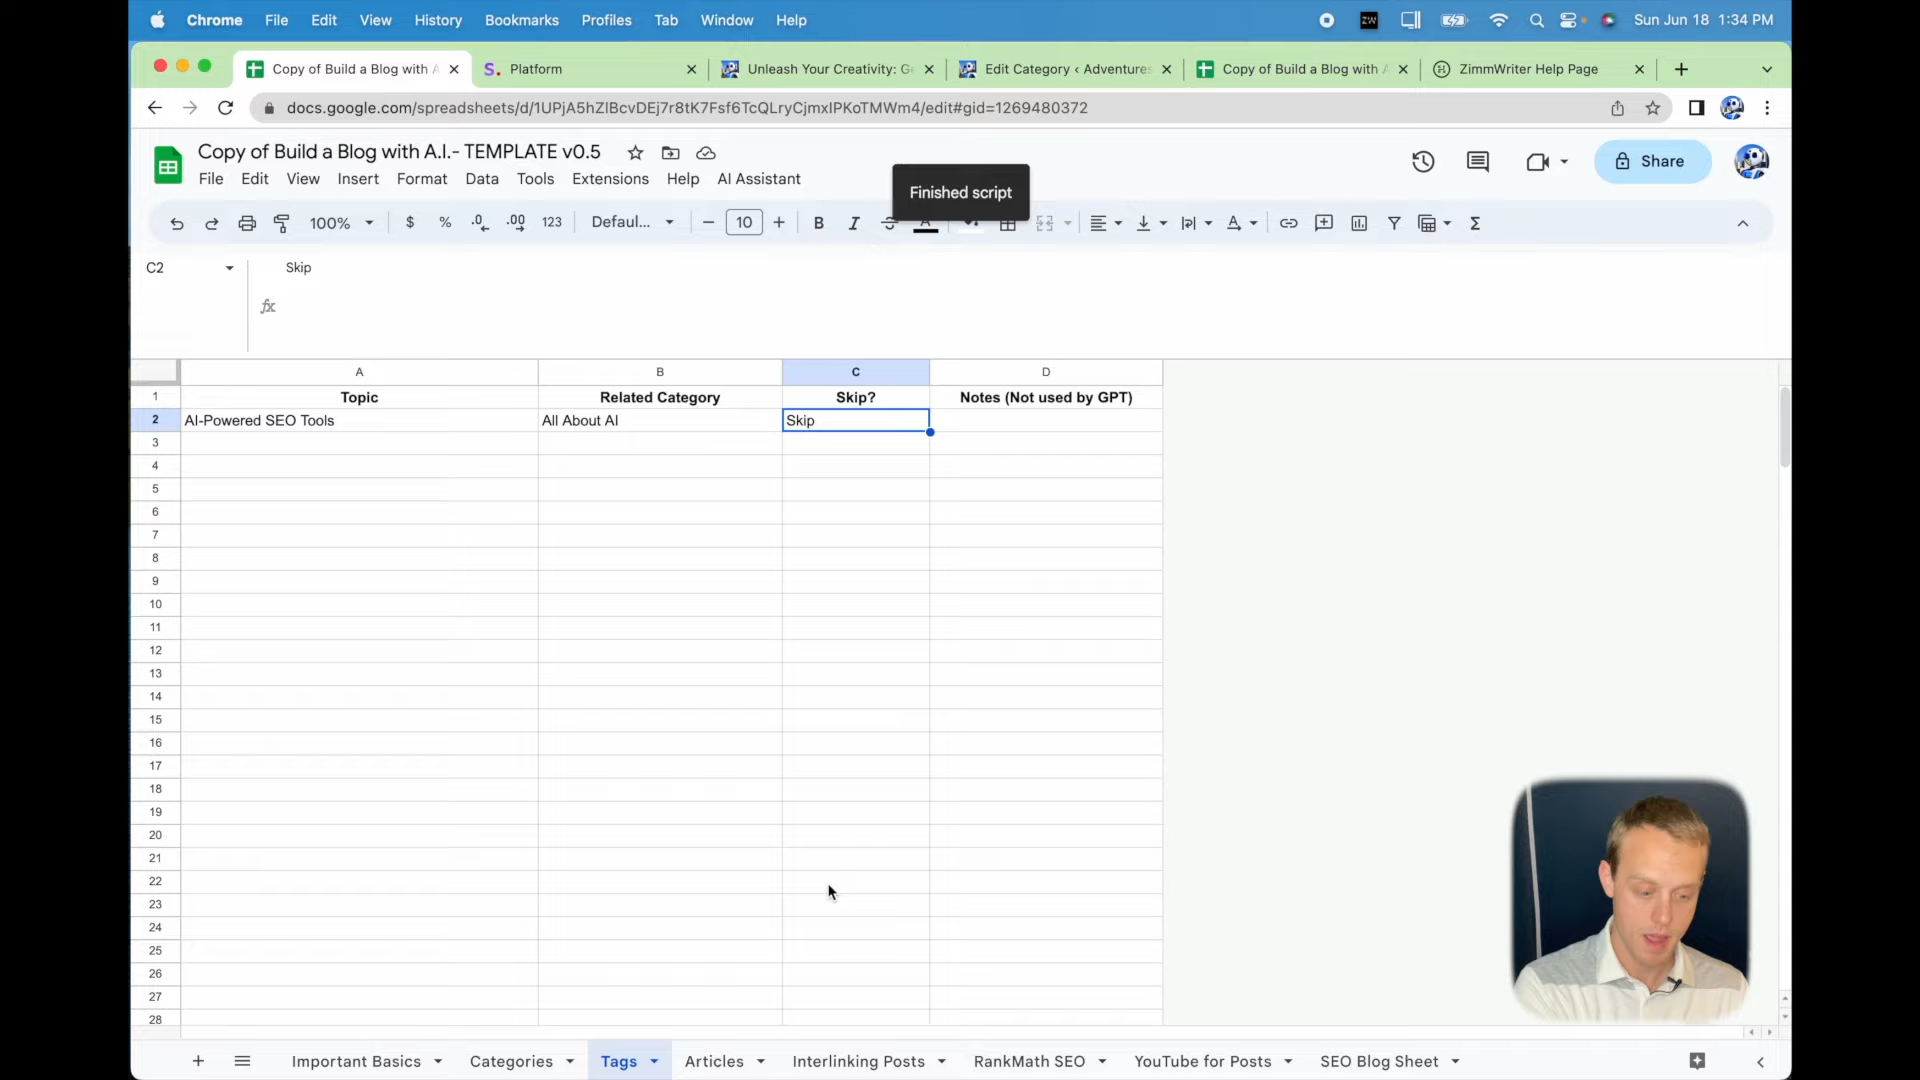 Chrome File Edit View History Bookmarks Profiles Tab Window Help ZW Sun Jun 18 1:34 PM
Copy of Build a Blog with A S. Platform Unleash Your Creativity: Ge Edit Category ‹ Adventures Copy of Build a Blog with A ZimmWriter Help Page
docs.google.com/spreadsheets/d/1UPjA5hZlBcvDEj7r8tK7Fsf6TcQLryCjmxIPKoTMWm4/edit#gid=1269480372
Copy of Build a Blog with A.I.- TEMPLATE v0.5
Share
File Edit View Insert Format Data Tools Extensions Help AI Assistant
Finished script
100% $ % .0 .00 123 Defaul... 10 B I A Σ
C2 Skip
fx
A B C D
1 Topic Related Category Skip? Notes (Not used by GPT)
2 AI-Powered SEO Tools All About AI Skip
3
4
5
6
7
8
9
10
11
12
13
14
15
16
17
18
19
20
21
22
23
24
25
26
27
28
Important Basics Categories Tags Articles Interlinking Posts RankMath SEO YouTube for Posts SEO Blog Sheet